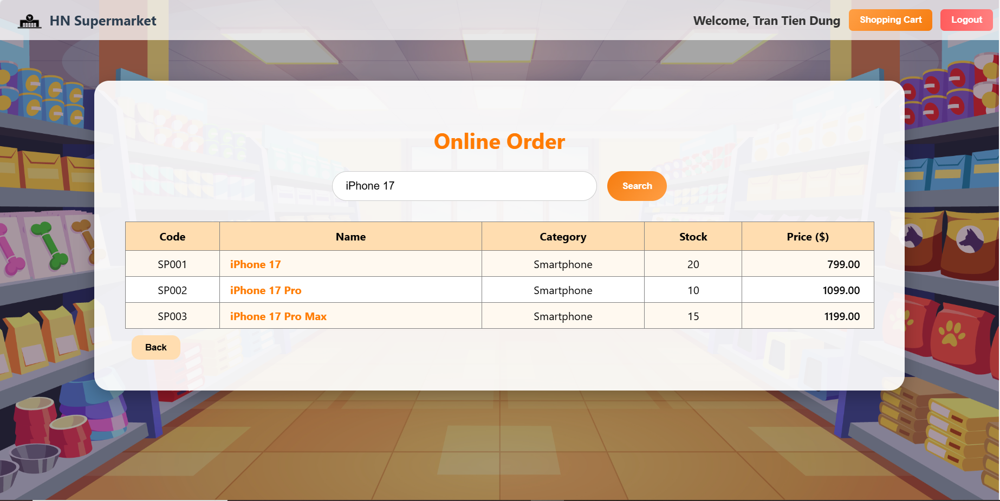 HN Supermarket
Welcome, Tran Tien Dung
Shopping Cart
Logout
Online Order
iPhone 17
Search
Code Name Category Stock Price ($)
SP001 iPhone 17 Smartphone 20 799.00
SP002 iPhone 17 Pro Smartphone 10 1099.00
SP003 iPhone 17 Pro Max Smartphone 15 1199.00
Back